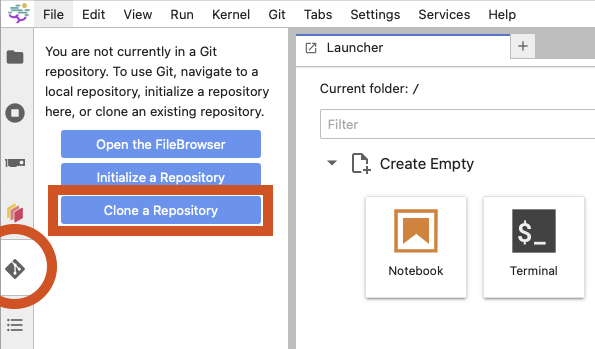 File Edit View Run Kernel Git Tabs Settings Services Help
You are not currently in a Git
repository. To use Git, navigate to a
local repository, initialize a repository
here, or clone an existing repository.
Open the FileBrowser
Initialize a Repository
Clone a Repository
Launcher
Current folder: /
Filter
Create Empty
Notebook
$_
Terminal